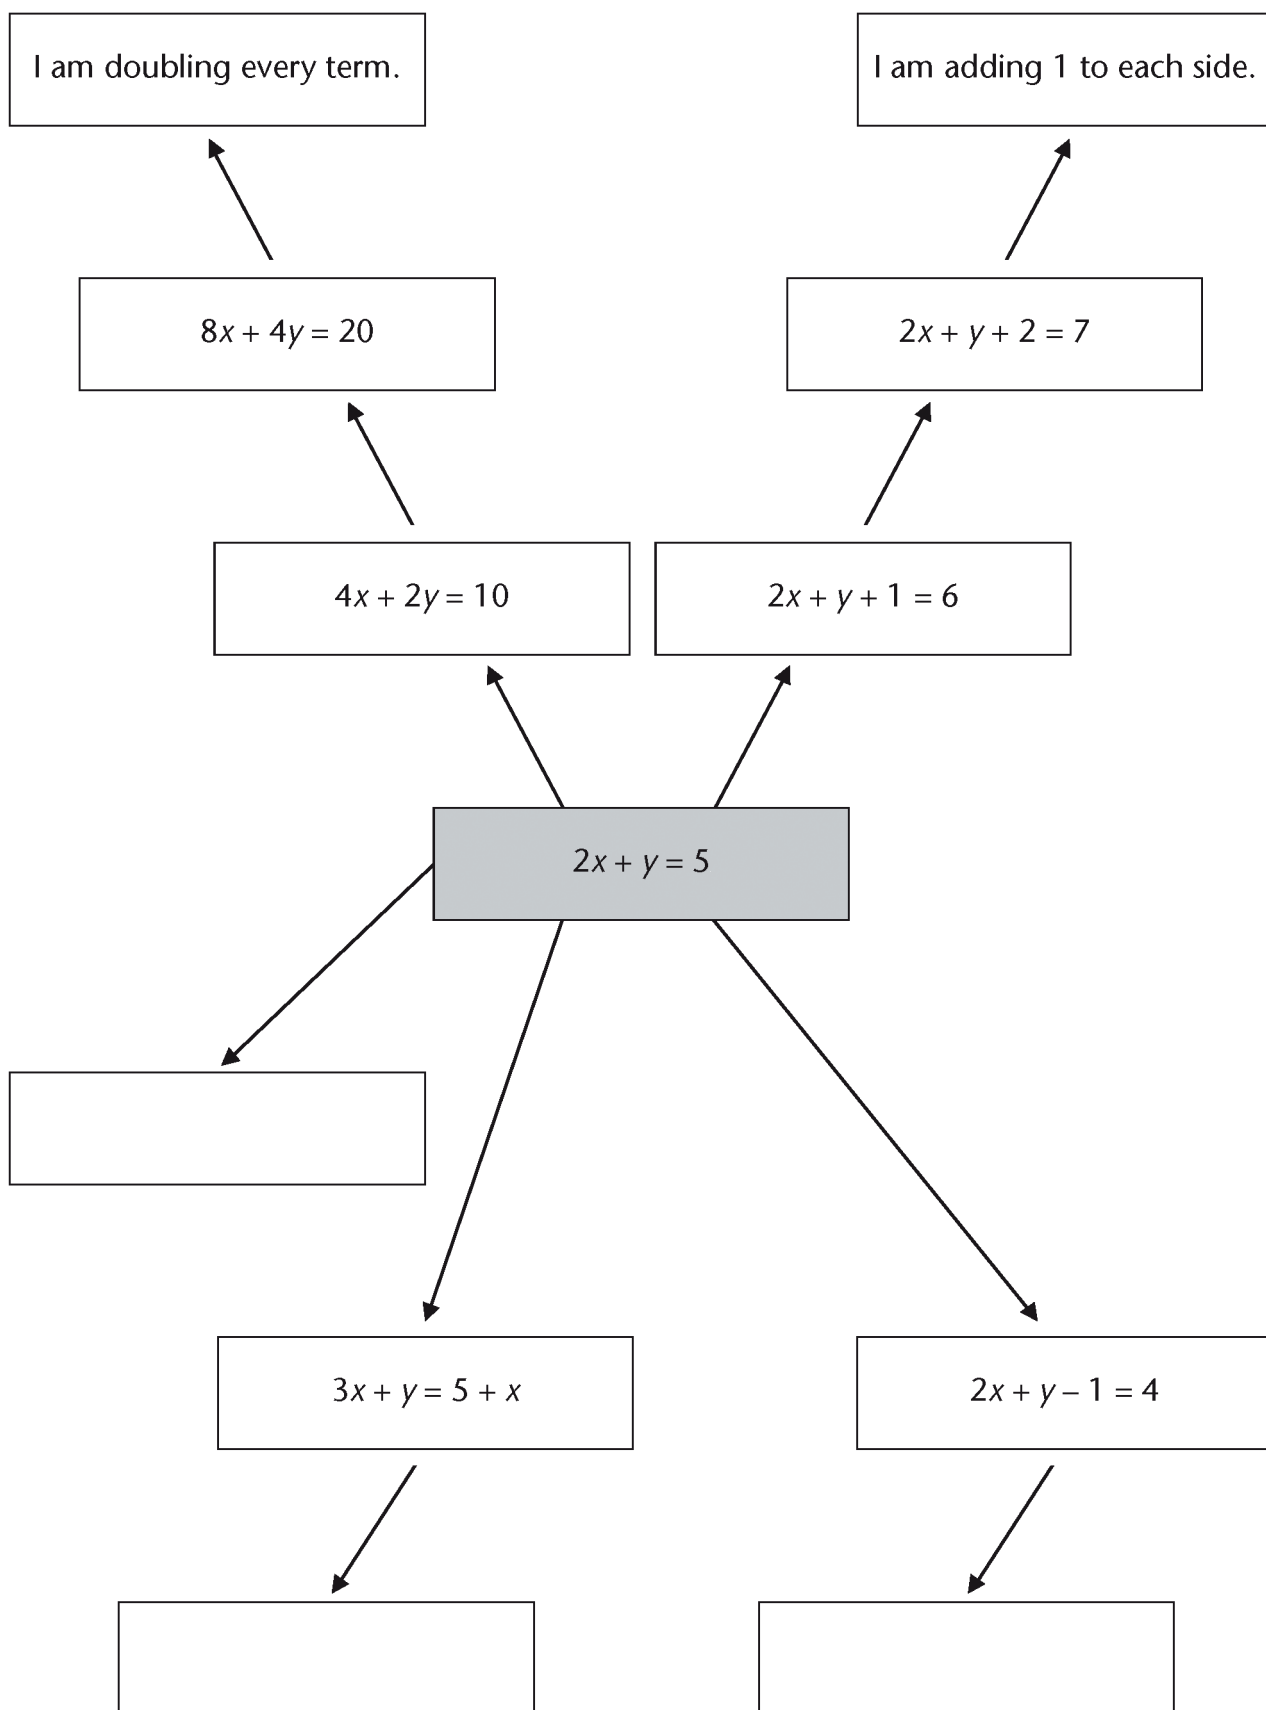 I am doubling every term.
I am adding 1 to each side.
8x + 4y = 20
2x + y + 2 = 7
4x + 2y = 10
2x + y + 1 = 6
2x + y = 5
3x + y = 5 + x
2x + y – 1 = 4